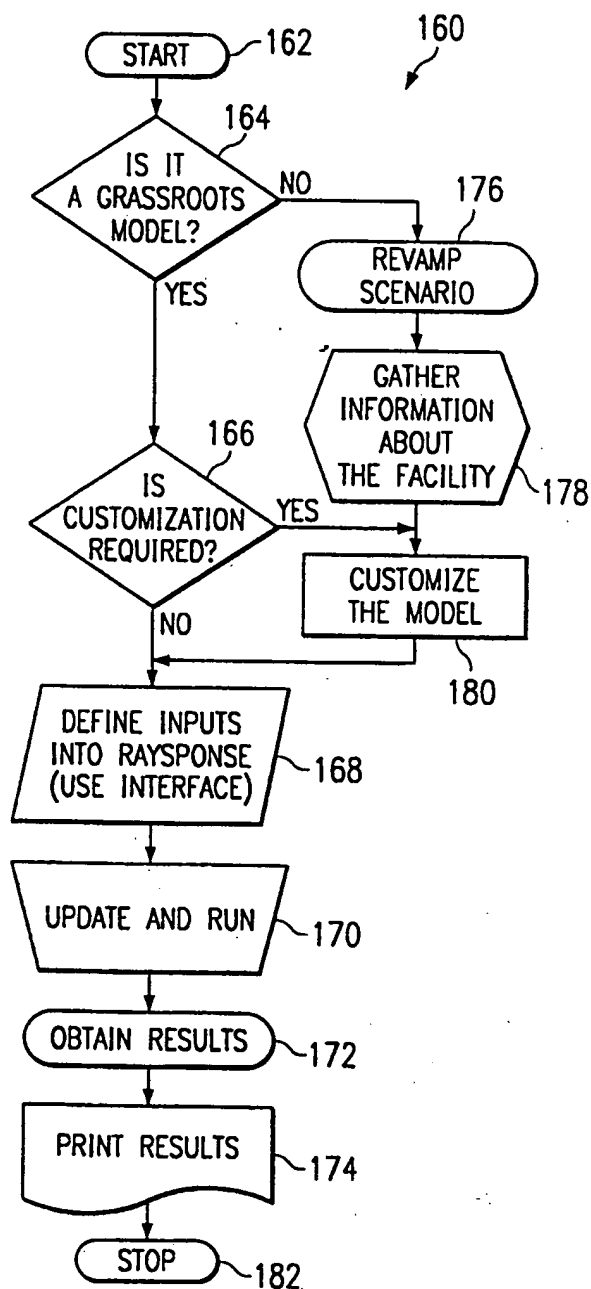 START
162
160
164
IS IT
A GRASSROOTS
MODEL?
NO
176
REVAMP
SCENARIO
YES
GATHER
INFORMATION
ABOUT
THE FACILITY
178
166
IS
CUSTOMIZATION
REQUIRED?
YES
CUSTOMIZE
THE MODEL
180
NO
DEFINE INPUTS
INTO RAYSPONSE
(USE INTERFACE)
168
UPDATE AND RUN
170
OBTAIN RESULTS
172
PRINT RESULTS
174
STOP
182